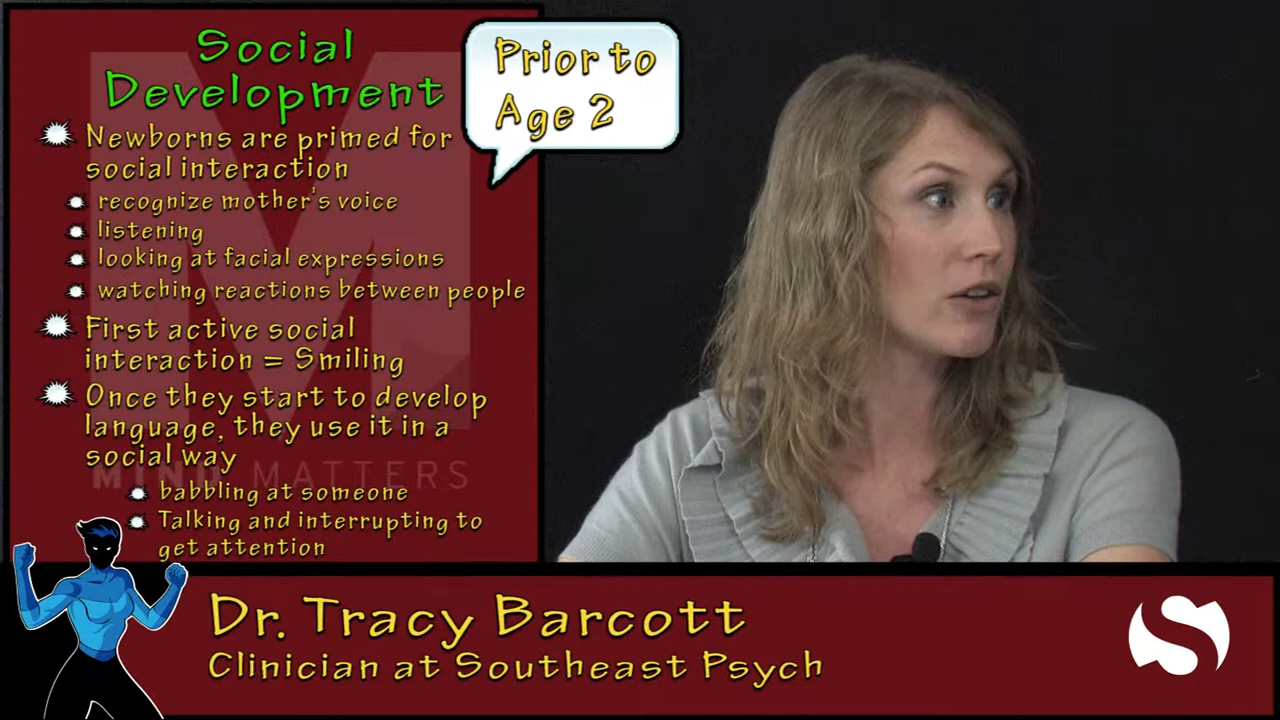 Social
Development
Prior to
Age 2
Newborns are primed for
social interaction
recognize mother's voice
listening
looking at facial expressions
watching reactions between people
First active social
interaction = Smiling
Once they start to develop
language, they use it in a
social way
MIND MATTERS
babbling at someone
Talking and interrupting to
get attention
Dr. Tracy Barcott
Clinician at Southeast Psych